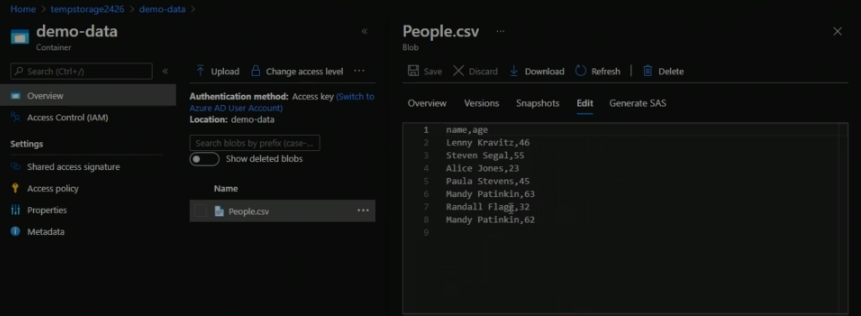 Home > tempstorage2426 > demo-data >
demo-data
Container
Search (Ctrl+/)
Overview
Access Control (IAM)
Settings
Shared access signature
Access policy
Properties
Metadata
Upload Change access level ...
Authentication method: Access key (Switch to
Azure AD User Account)
Location: demo-data
Search blobs by prefix (case-...
Show deleted blobs
Name
People.csv ...
People.csv ...
Blob
Save Discard Download Refresh | Delete
Overview Versions Snapshots Edit Generate SAS
1 name,age
2 Lenny Kravitz,46
3 Steven Segal,55
4 Alice Jones,23
5 Paula Stevens,45
6 Mandy Patinkin,63
7 Randall Flagg,32
8 Mandy Patinkin,62
9